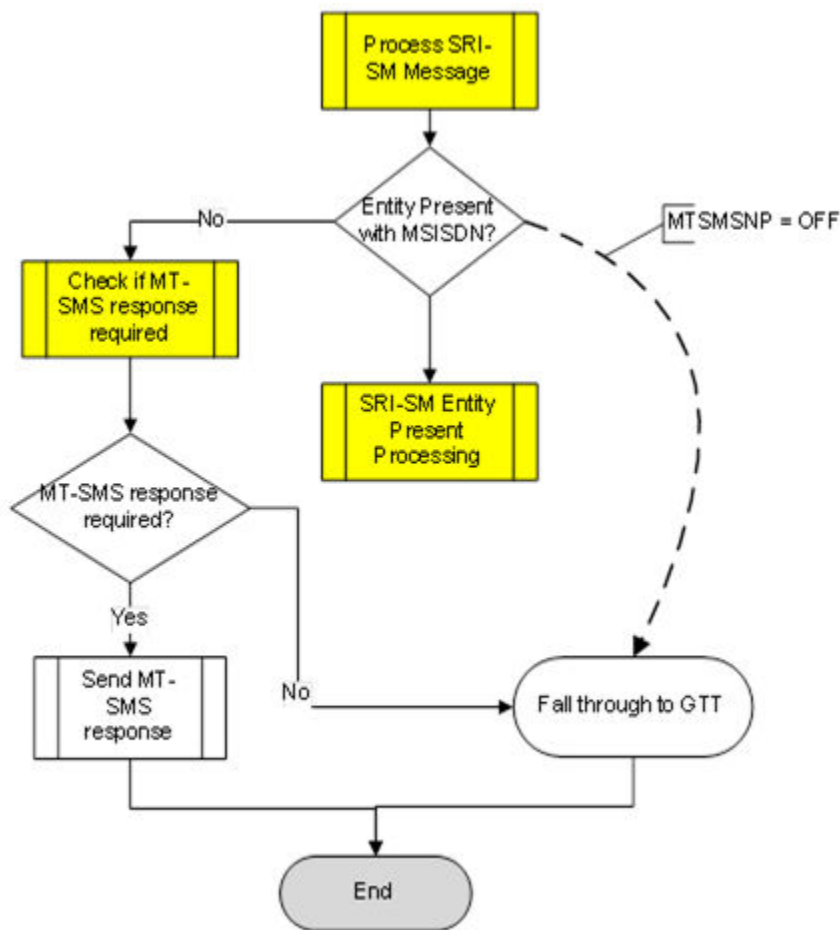 Process SRI-
SM Message
Entity Present
with MSISDN?
No
MTSMSNP = OFF
Check if MT-
SMS response
required
SRI-SM Entity
Present
Processing
MT-SMS response
required?
Yes
Send MT-
SMS
response
No
Fall through to GTT
End